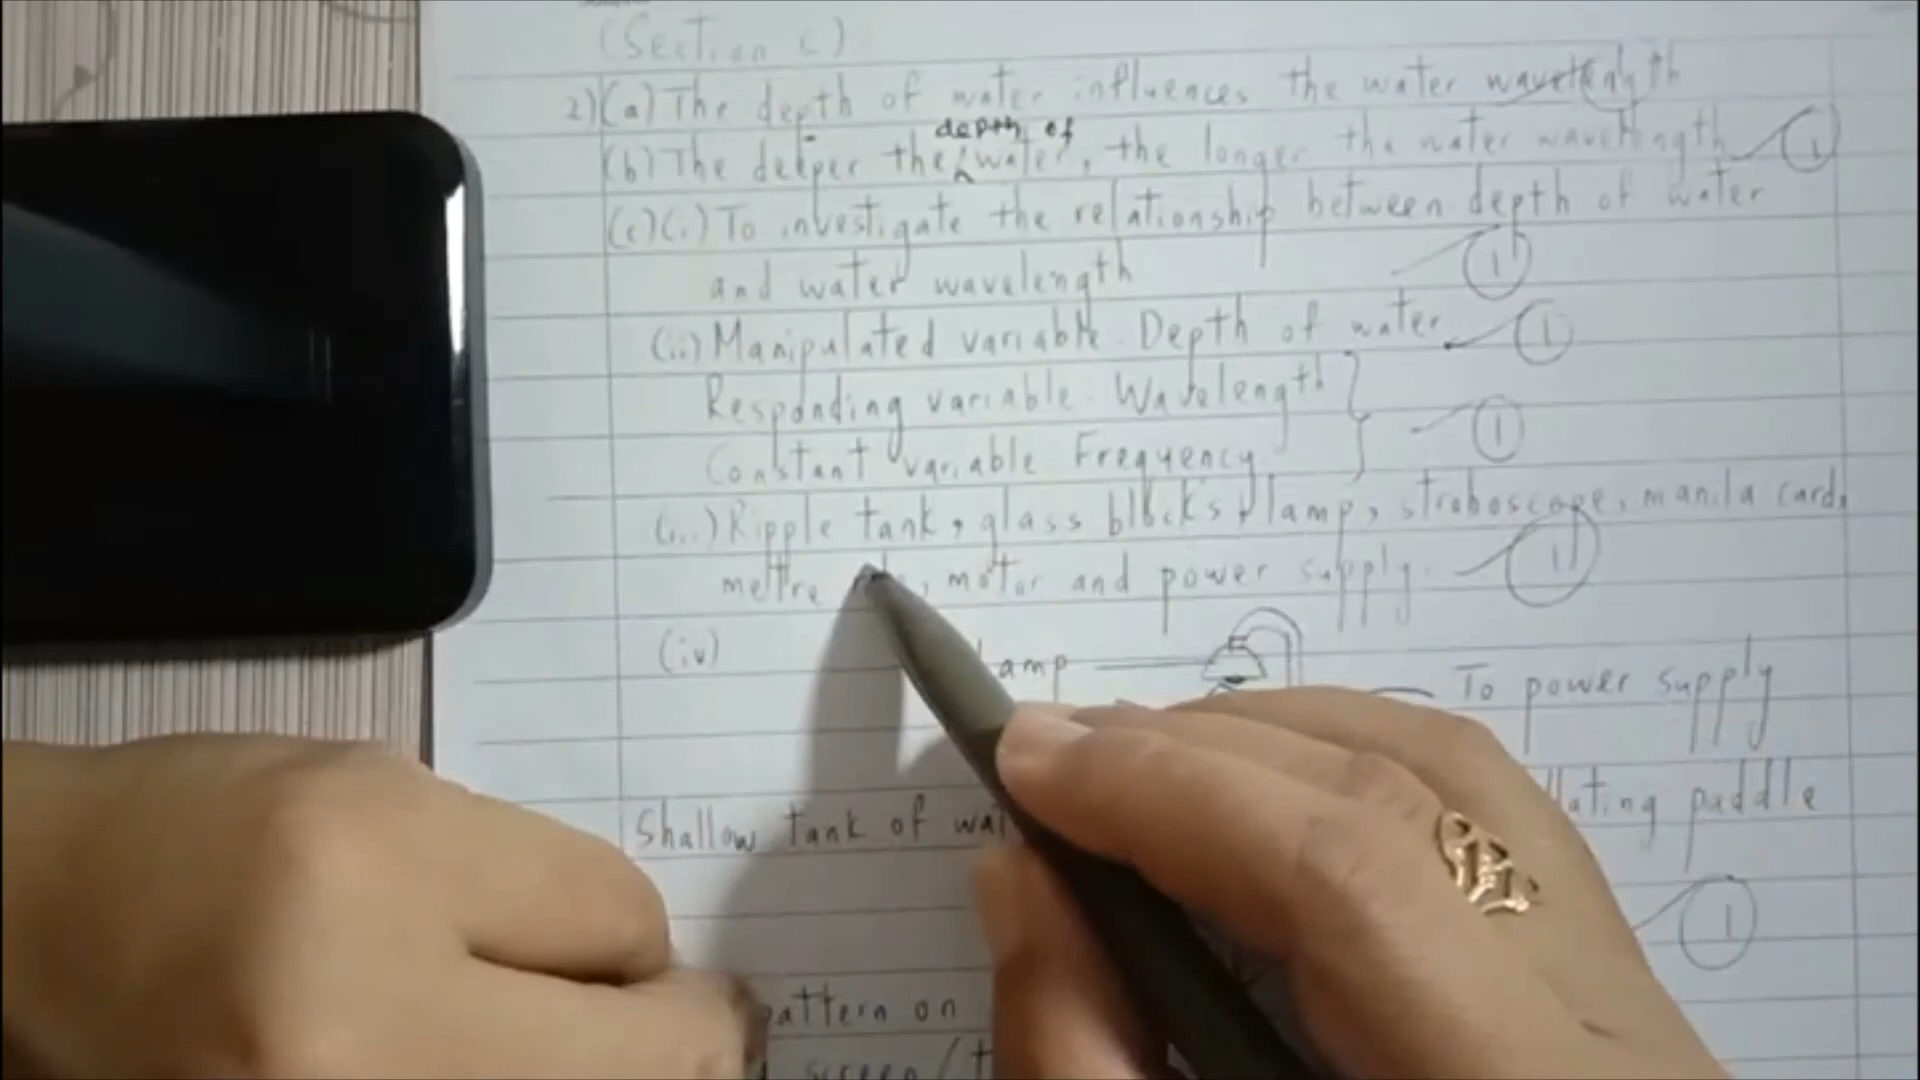 (Section C)
2)(a) The depth of water influences the water wavelength
depth of
(b) The deeper the water, the longer the water wavelength 1
(c)(i) To investigate the relationship between depth of water
and water wavelength 1
(ii) Manipulated variable. Depth of water 1
Responding variable. Wavelength
Constant variable Frequency 1
(iii) Ripple tank, glass blocks, lamp, stroboscope, manila card,
mettre , motor and power supply. 1
(iv) Lamp
To power supply
Shallow tank of wat
llating paddle
1
pattern on
screen/t